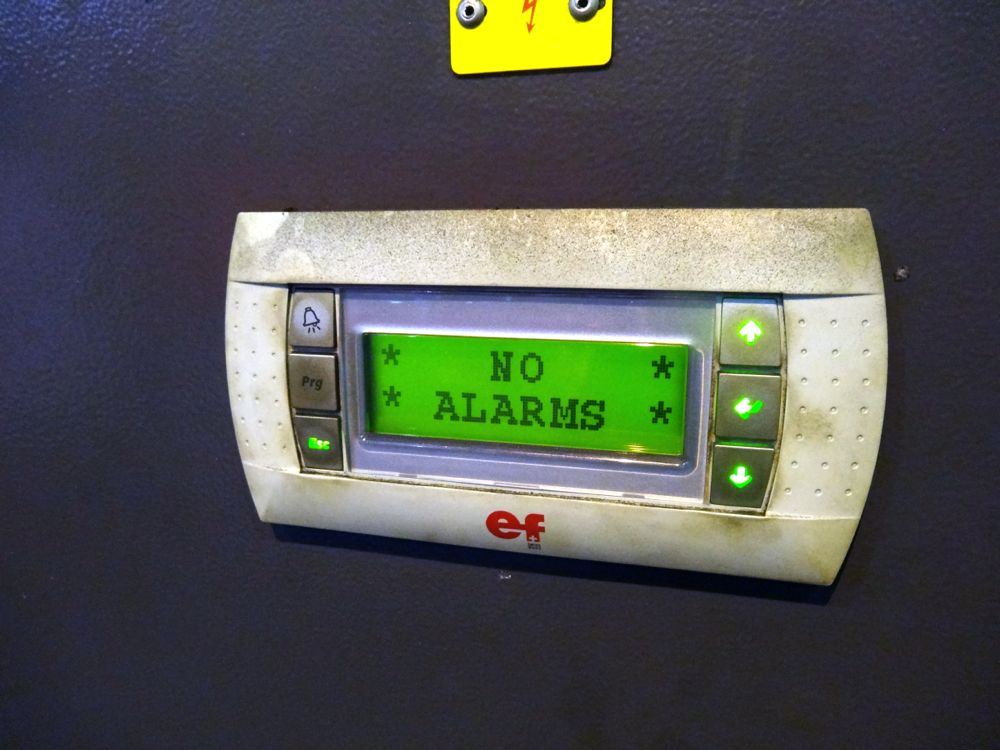 * NO *
* ALARMS *
Prg
Esc
ef